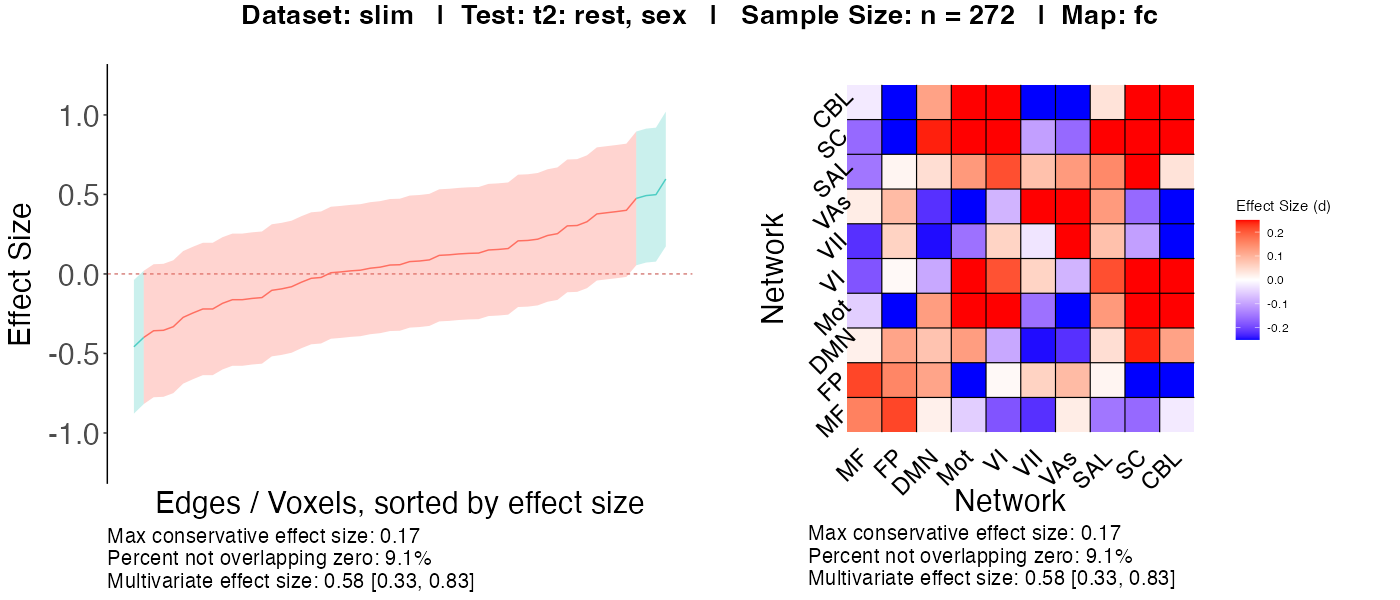 Dataset: slim | Test: t2: rest, sex | Sample Size: n = 272 | Map: fc
Effect Size
1.0
0.5
0.0
-0.5
-1.0
Edges / Voxels, sorted by effect size
Max conservative effect size: 0.17
Percent not overlapping zero: 9.1%
Multivariate effect size: 0.58 [0.33, 0.83]
Network
CBL
SC
SAL
VAs
VII
VI
Mot
DMN
FP
MF
MF FP DMN Mot VI VII VAs SAL SC CBL
Network
Max conservative effect size: 0.17
Percent not overlapping zero: 9.1%
Multivariate effect size: 0.58 [0.33, 0.83]
Effect Size (d)
0.2
0.1
0.0
-0.1
-0.2